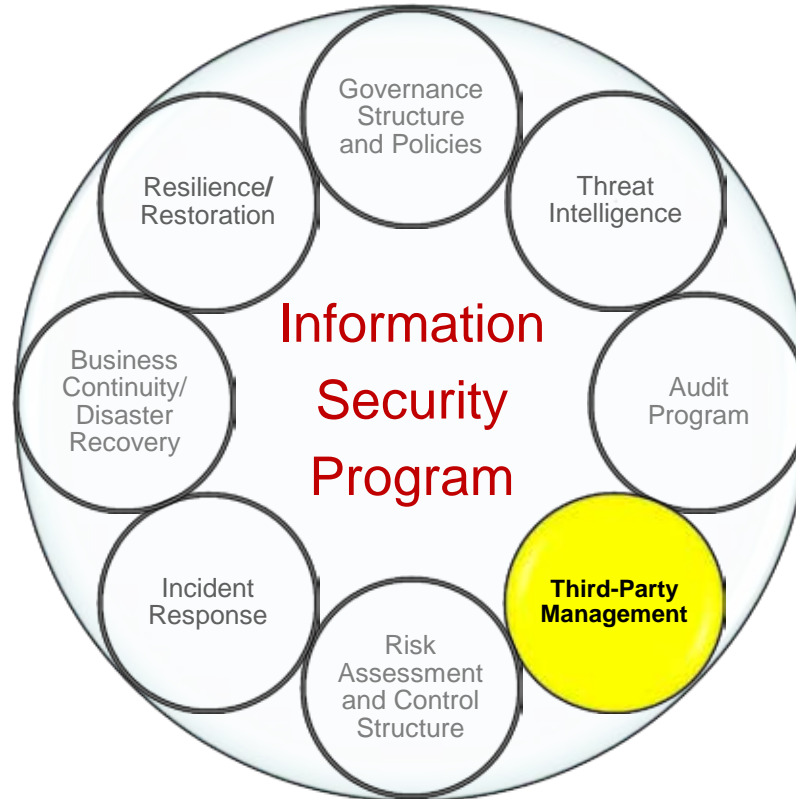 Governance
Structure
and Policies
Resilience/
Restoration
Threat
Intelligence
Information
Security
Program
Business
Continuity/
Disaster
Recovery
Audit
Program
Incident
Response
Third-Party
Management
Risk
Assessment
and Control
Structure